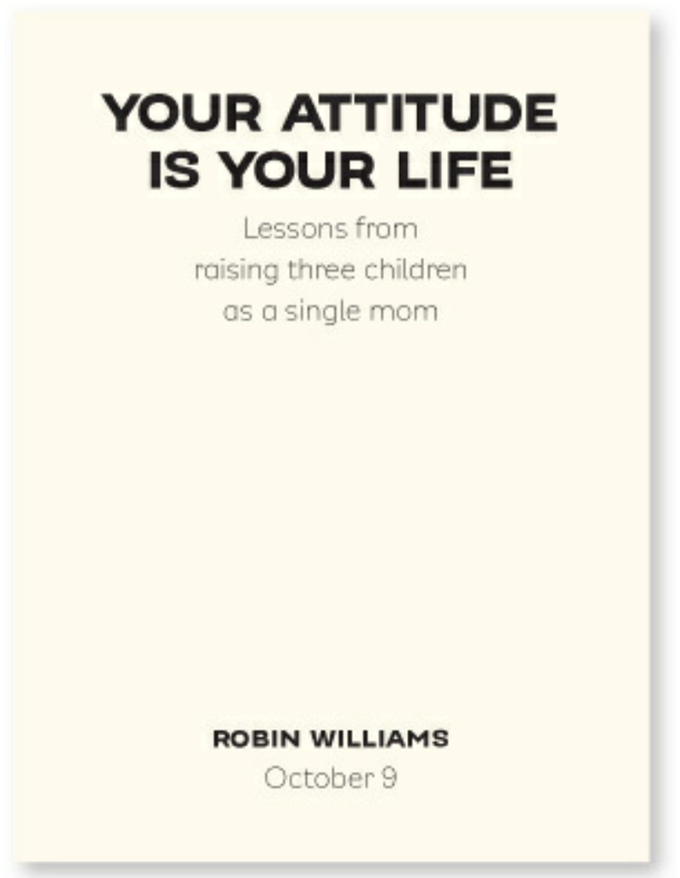 YOUR ATTITUDE
IS YOUR LIFE
Lessons from
raising three children
as a single mom
ROBIN WILLIAMS
October 9